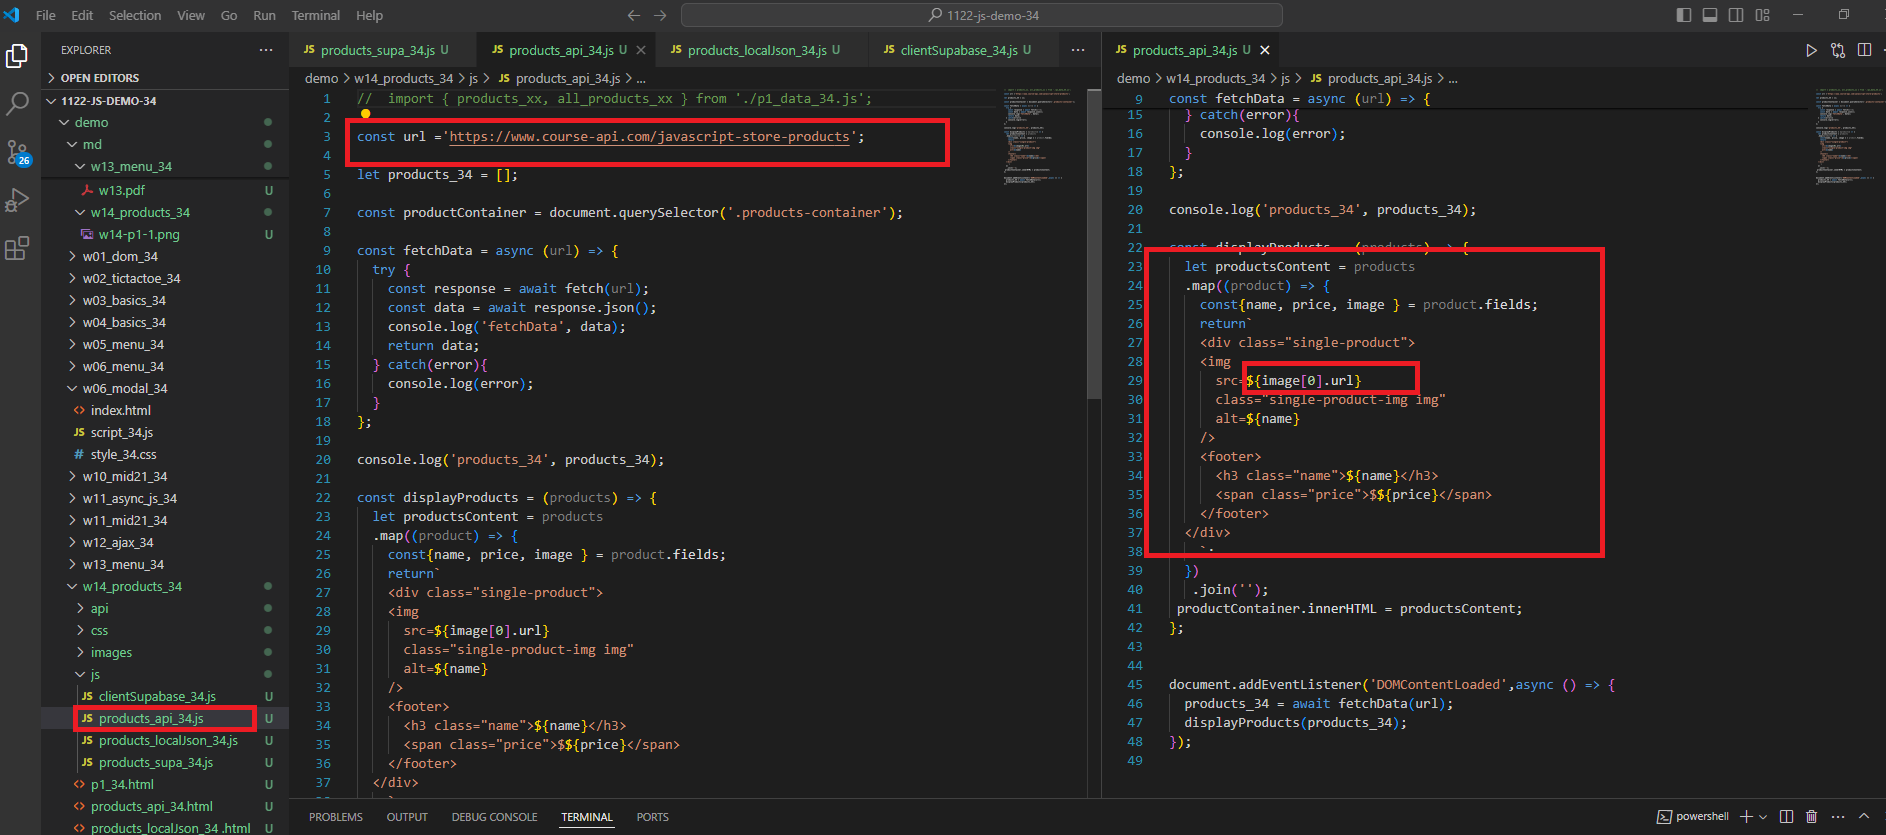 File Edit Selection View Go Run Terminal Help
1122-js-demo-34
EXPLORER
OPEN EDITORS
1122-JS-DEMO-34
demo
md
w13_menu_34
w13.pdf U
w14_products_34
w14-p1-1.png U
w01_dom_34
w02_tictactoe_34
w03_basics_34
w04_basics_34
w05_menu_34
w06_menu_34
w06_modal_34
index.html
JS script_34.js
# style_34.css
w10_mid21_34
w11_async_js_34
w11_mid21_34
w12_ajax_34
w13_menu_34
w14_products_34
api
css
images
js
JS clientSupabase_34.js U
JS products_api_34.js U
JS products_localJson_34.js U
JS products_supa_34.js U
p1_34.html U
products_api_34.html U
products_localJson_34 .html U
26
JS products_supa_34.js U
JS products_api_34.js U
JS products_localJson_34.js U
JS clientSupabase_34.js U
demo > w14_products_34 > js > JS products_api_34.js > ...
1 //  import { products_xx, all_products_xx } from './p1_data_34.js';
2
3 const url ='https://www.course-api.com/javascript-store-products';
4
5 let products_34 = [];
6
7 const productContainer = document.querySelector('.products-container');
8
9 const fetchData = async (url) => {
10 try {
11 const response = await fetch(url);
12 const data = await response.json();
13 console.log('fetchData', data);
14 return data;
15 } catch(error){
16 console.log(error);
17 }
18 };
19
20 console.log('products_34', products_34);
21
22 const displayProducts = (products) => {
23 let productsContent = products
24 .map((product) => {
25 const{name, price, image } = product.fields;
26 return`
27 <div class="single-product">
28 <img
29 src=${image[0].url}
30 class="single-product-img img"
31 alt=${name}
32 />
33 <footer>
34 <h3 class="name">${name}</h3>
35 <span class="price">$${price}</span>
36 </footer>
37 </div>
JS products_api_34.js U
demo > w14_products_34 > js > JS products_api_34.js > ...
9 const fetchData = async (url) => {
15 } catch(error){
16 console.log(error);
17 }
18 };
19
20 console.log('products_34', products_34);
21
22 const displayProducts = (products) => {
23 let productsContent = products
24 .map((product) => {
25 const{name, price, image } = product.fields;
26 return`
27 <div class="single-product">
28 <img
29 src=${image[0].url}
30 class="single-product-img img"
31 alt=${name}
32 />
33 <footer>
34 <h3 class="name">${name}</h3>
35 <span class="price">$${price}</span>
36 </footer>
37 </div>
38 `;
39 })
40 .join('');
41 productContainer.innerHTML = productsContent;
42 };
43
44
45 document.addEventListener('DOMContentLoaded',async () => {
46 products_34 = await fetchData(url);
47 displayProducts(products_34);
48 });
49
PROBLEMS OUTPUT DEBUG CONSOLE TERMINAL PORTS
powershell